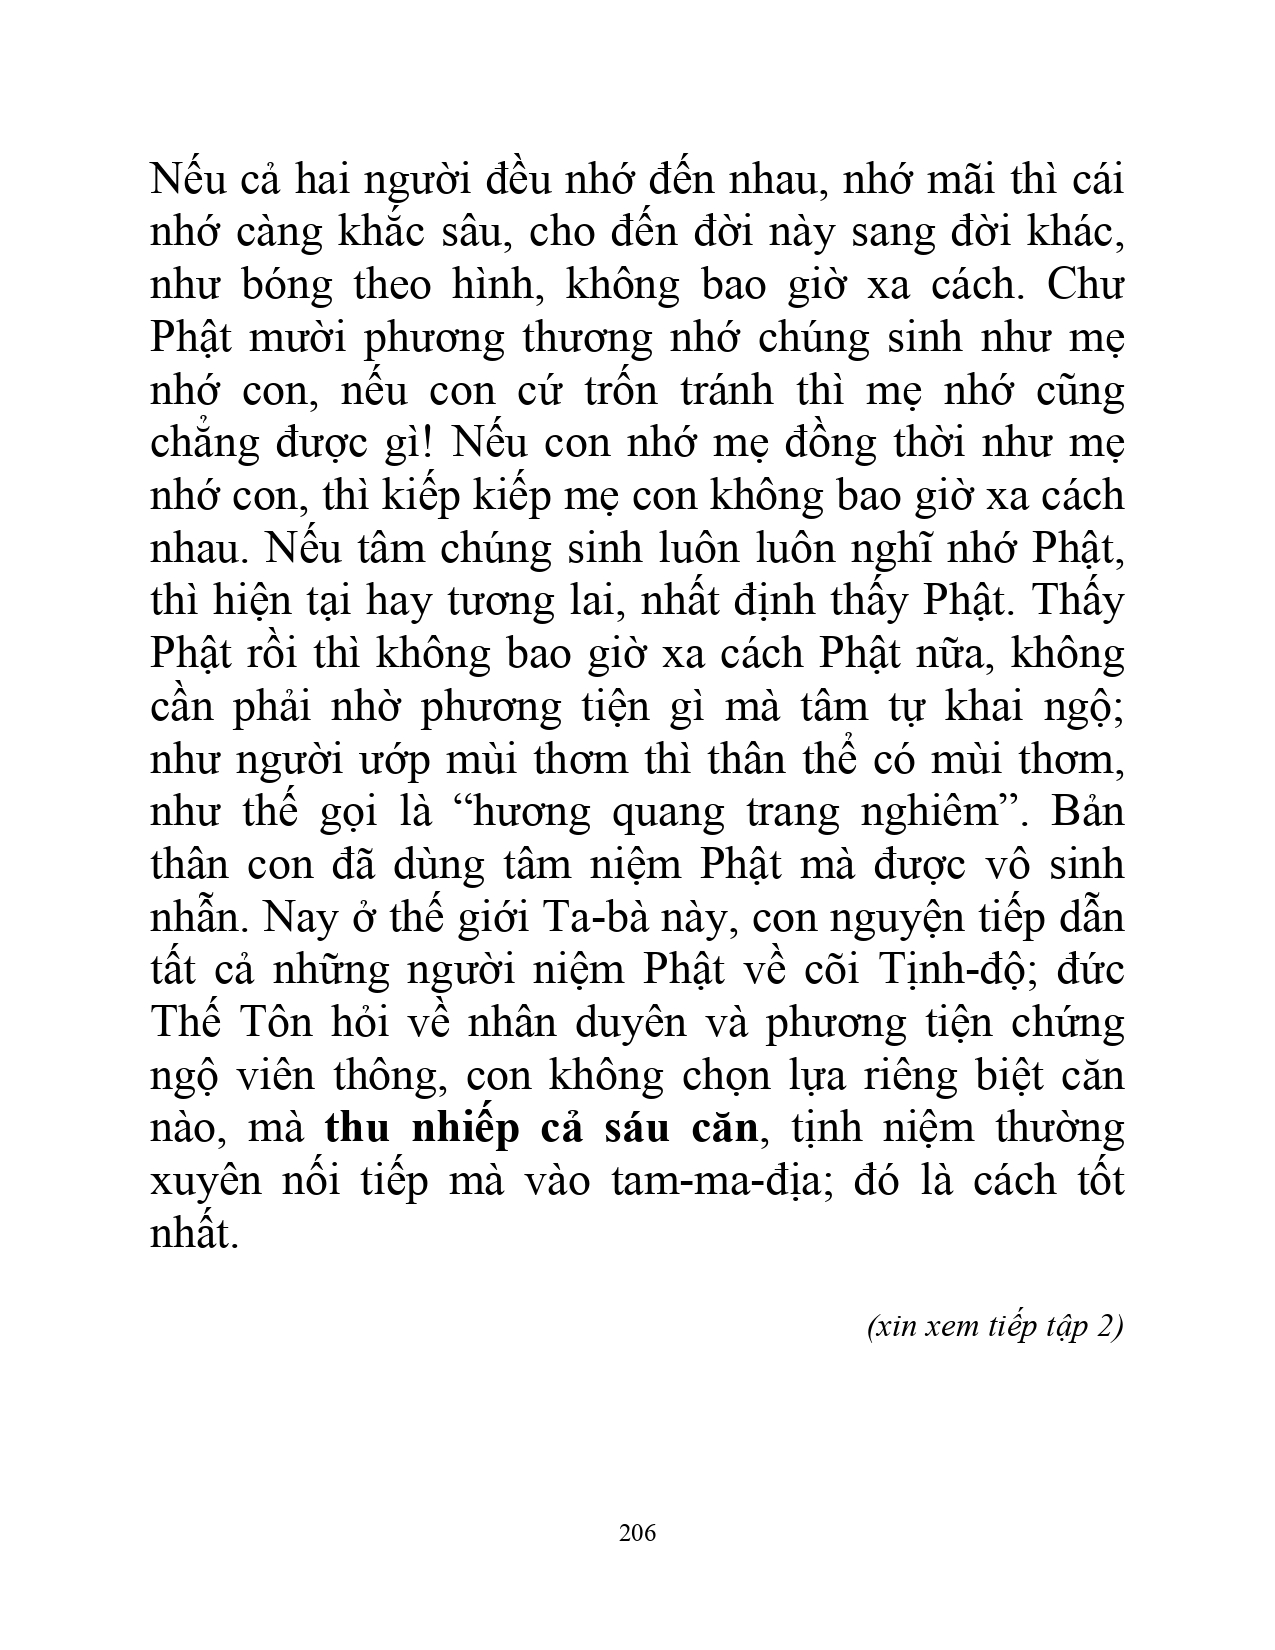 Nếu cả hai người đều nhớ đến nhau, nhớ mãi thì cái
nhớ càng khắc sâu, cho đến đời này sang đời khác,
như bóng theo hình, không bao giờ xa cách. Chư
Phật mười phương thương nhớ chúng sinh như mẹ
nhớ con, nếu con cứ trốn tránh thì mẹ nhớ cũng
chẳng được gì! Nếu con nhớ mẹ đồng thời như mẹ
nhớ con, thì kiếp kiếp mẹ con không bao giờ xa cách
nhau. Nếu tâm chúng sinh luôn luôn nghĩ nhớ Phật,
thì hiện tại hay tương lai, nhất định thấy Phật. Thấy
Phật rồi thì không bao giờ xa cách Phật nữa, không
cần phải nhờ phương tiện gì mà tâm tự khai ngộ;
như người ướp mùi thơm thì thân thể có mùi thơm,
như thế gọi là “hương quang trang nghiêm”. Bản
thân con đã dùng tâm niệm Phật mà được vô sinh
nhẫn. Nay ở thế giới Ta-bà này, con nguyện tiếp dẫn
tất cả những người niệm Phật về cõi Tịnh-độ; đức
Thế Tôn hỏi về nhân duyên và phương tiện chứng
ngộ viên thông, con không chọn lựa riêng biệt căn
nào, mà thu nhiếp cả sáu căn, tịnh niệm thường
xuyên nối tiếp mà vào tam-ma-địa; đó là cách tốt
nhất.
(xin xem tiếp tập 2)
206